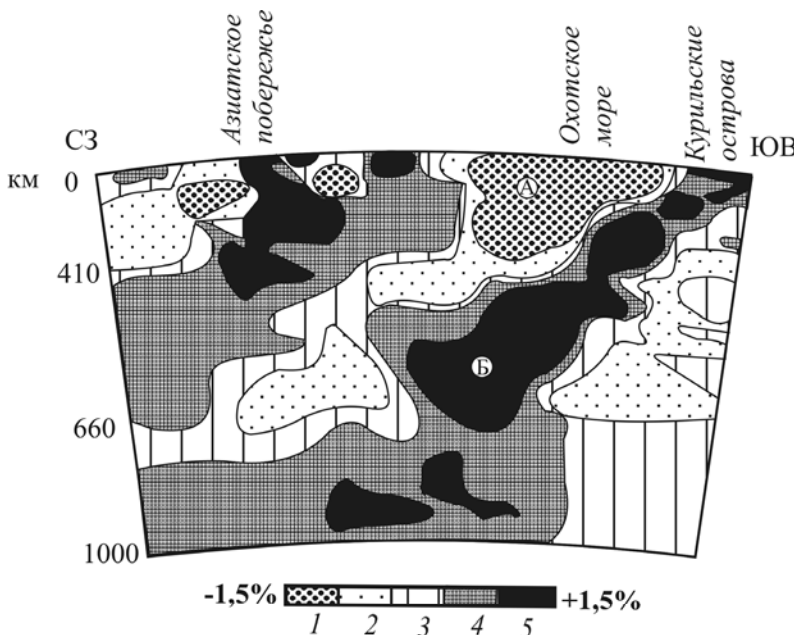 Азиатское
побережье
Охотское
море
Курильские
острова
СЗ
ЮВ
км 0
А
410
Б
660
1000
-1,5% +1,5%
1 2 3 4 5